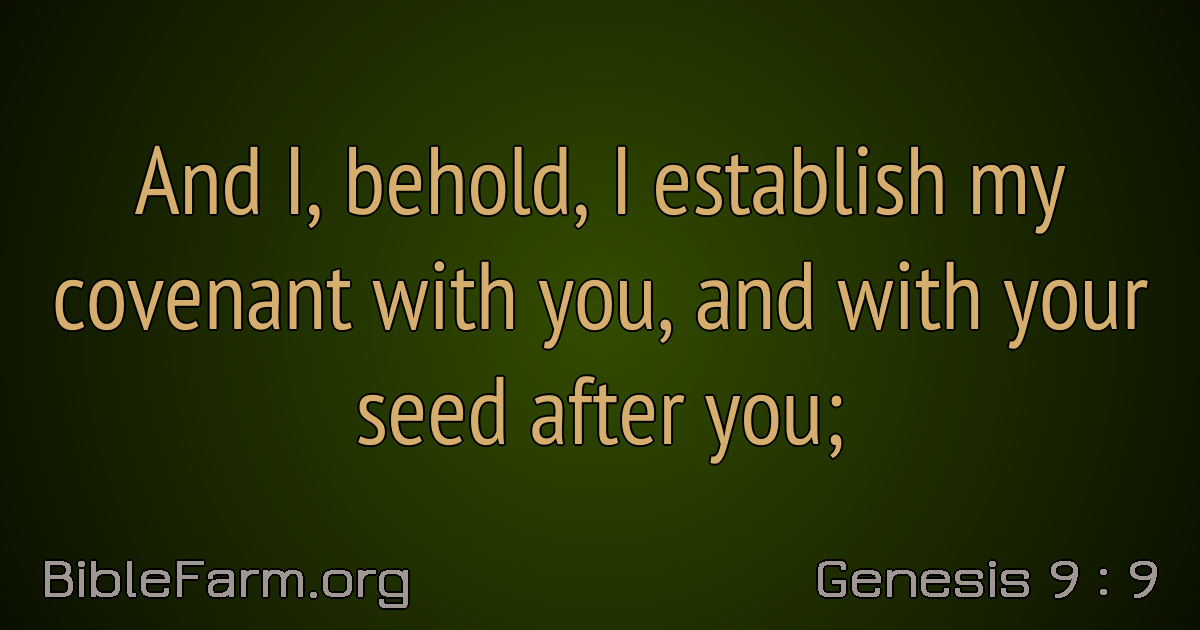 And I, behold, I establish my
covenant with you, and with your
seed after you;
BibleFarm.org
Genesis 9 : 9